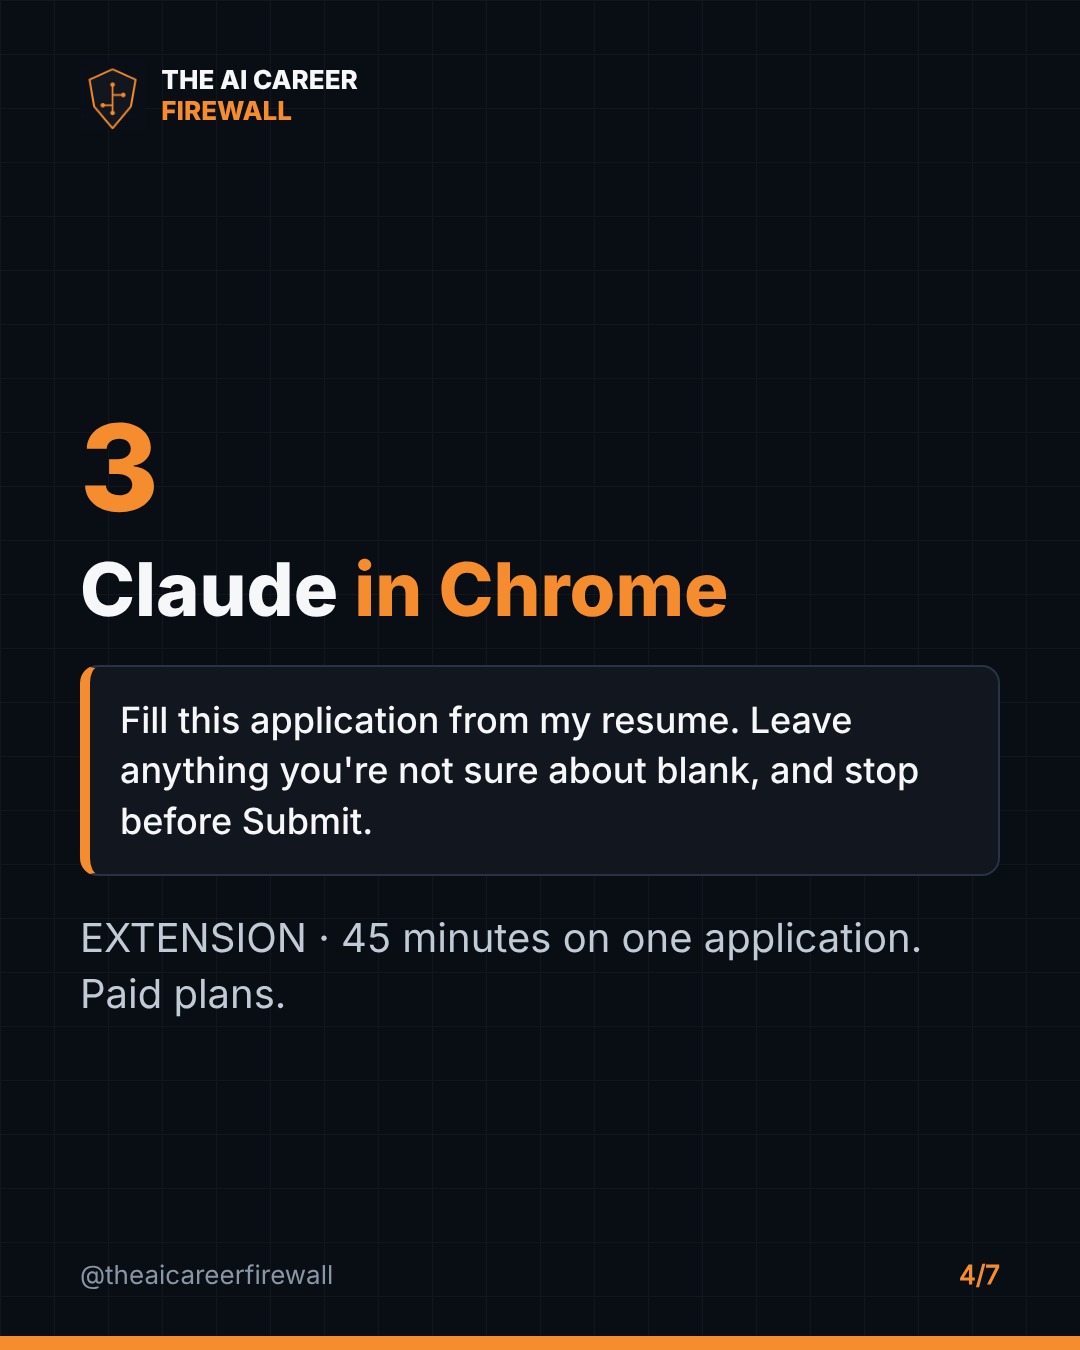 THE AI CAREER
FIREWALL
3
Claude in Chrome
Fill this application from my resume. Leave
anything you're not sure about blank, and stop
before Submit.
EXTENSION · 45 minutes on one application.
Paid plans.
@theaicareerfirewall
4/7